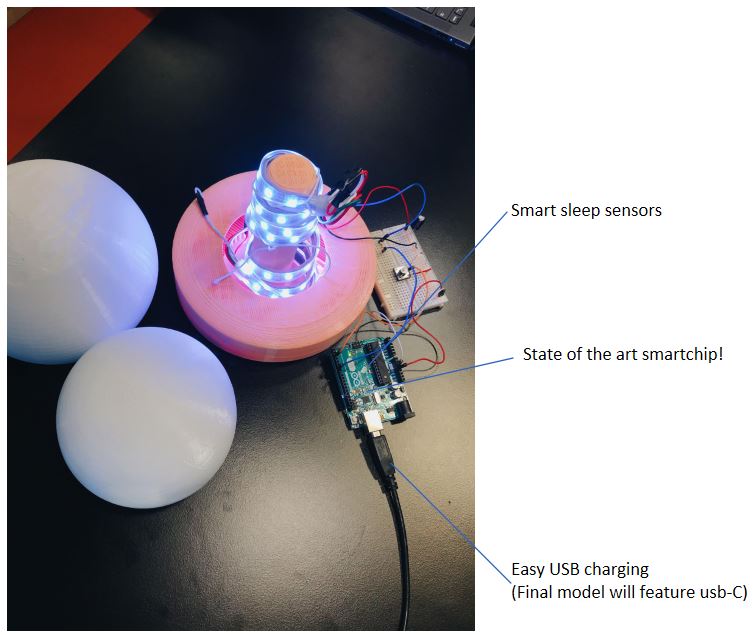 Smart sleep sensors
State of the art smartchip!
Easy USB charging
(Final model will feature usb-C)